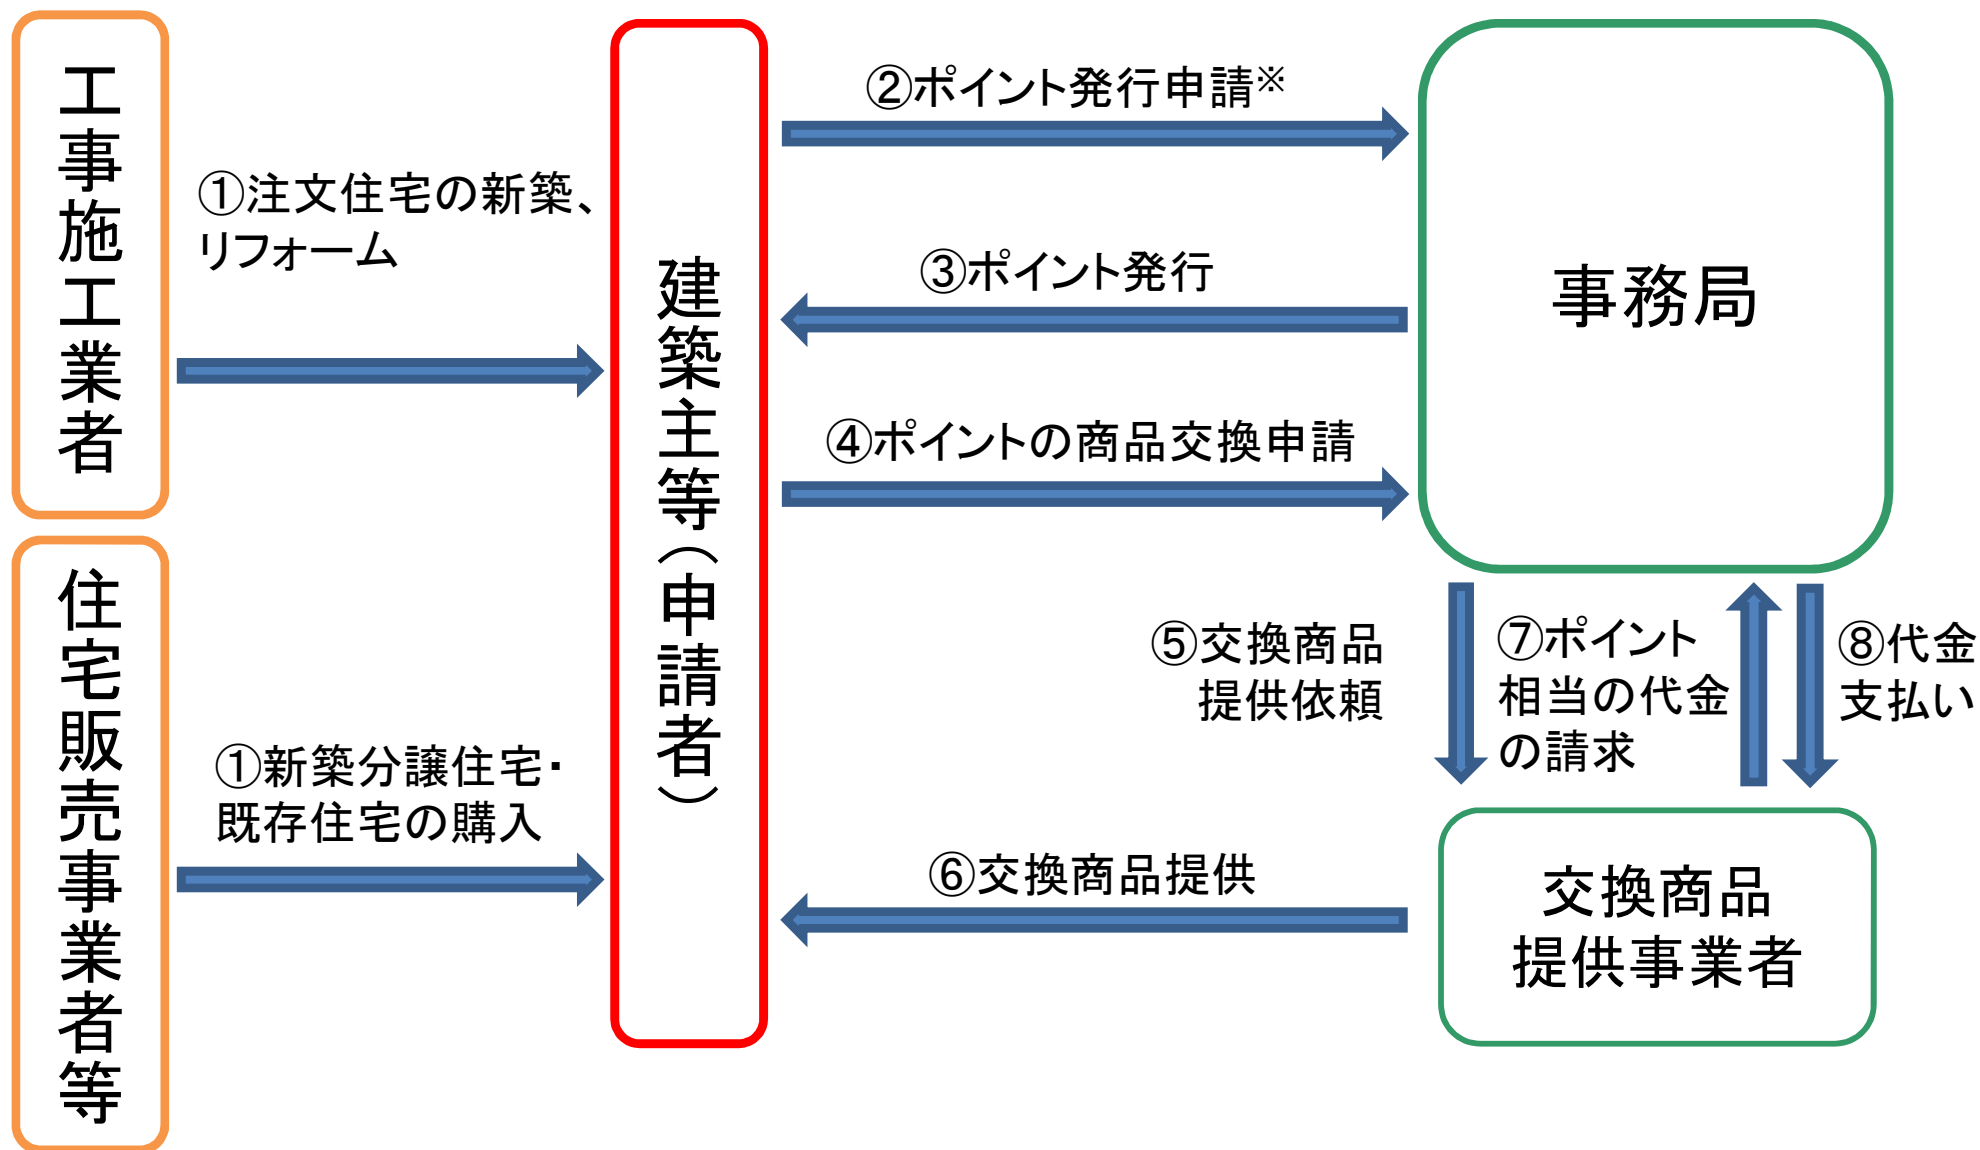 工事施工業者
①注文住宅の新築、
リフォーム
住宅販売事業者等
①新築分譲住宅・
既存住宅の購入
建築主等(申請者)
②ポイント発行申請※
③ポイント発行
④ポイントの商品交換申請
事務局
⑤交換商品
提供依頼
⑦ポイント
相当の代金
の請求
⑧代金
支払い
⑥交換商品提供
交換商品
提供事業者